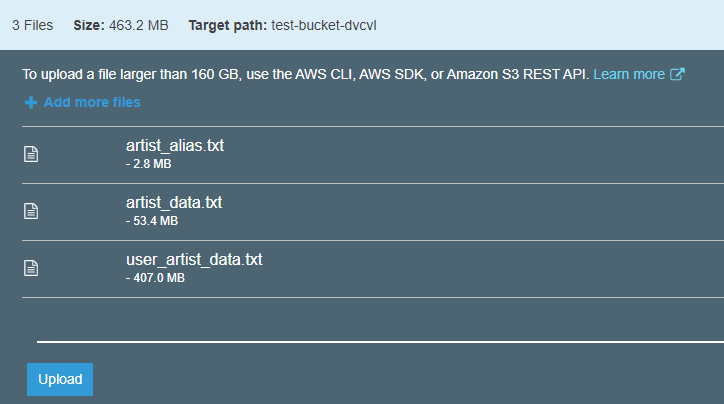 3 Files Size: 463.2 MB Target path: test-bucket-dvcvl
To upload a file larger than 160 GB, use the AWS CLI, AWS SDK, or Amazon S3 REST API. Learn more
Add more files
artist_alias.txt
- 2.8 MB
artist_data.txt
- 53.4 MB
user_artist_data.txt
- 407.0 MB
Upload